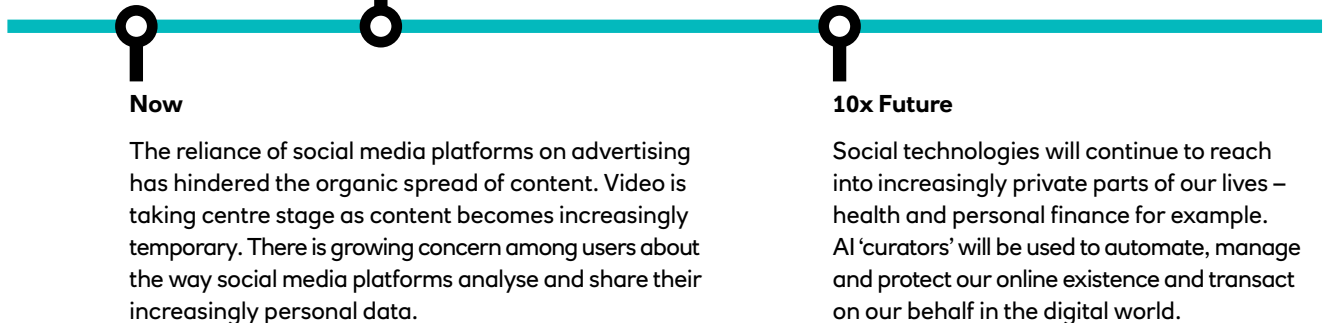 Now
The reliance of social media platforms on advertising
has hindered the organic spread of content. Video is
taking centre stage as content becomes increasingly
temporary. There is growing concern among users about
the way social media platforms analyse and share their
increasingly personal data.
10x Future
Social technologies will continue to reach
into increasingly private parts of our lives –
health and personal finance for example.
AI ‘curators’ will be used to automate, manage
and protect our online existence and transact
on our behalf in the digital world.